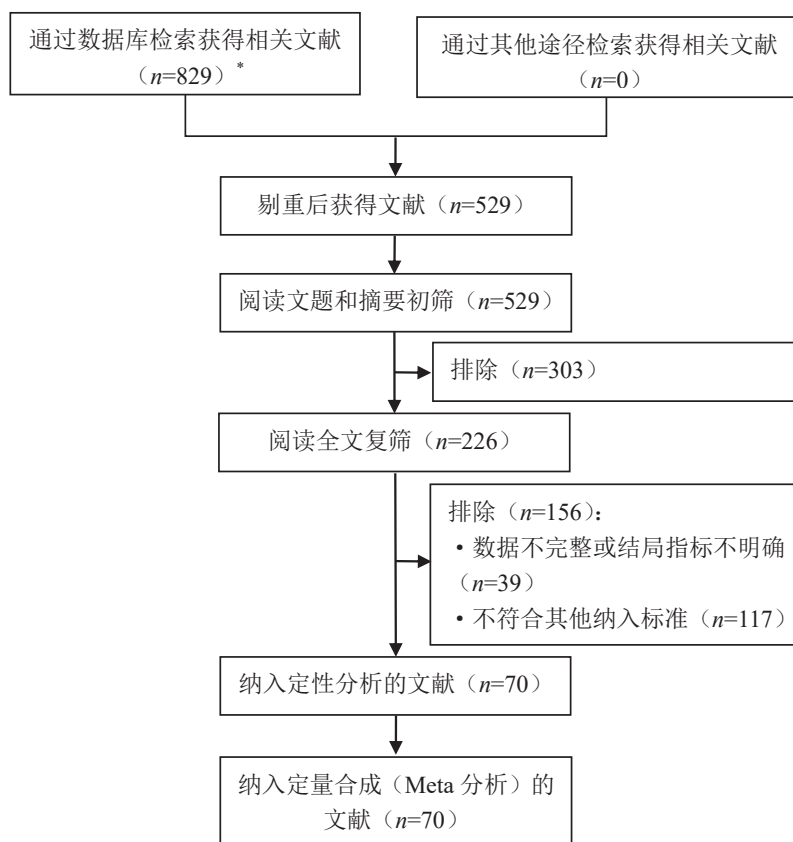 通过数据库检索获得相关文献
（n=829）*
通过其他途径检索获得相关文献
（n=0）
剔重后获得文献（n=529）
阅读文题和摘要初筛（n=529）
排除（n=303）
阅读全文复筛（n=226）
排除（n=156）：
・数据不完整或结局指标不明确
（n=39）
・不符合其他纳入标准（n=117）
纳入定性分析的文献（n=70）
纳入定量合成（Meta 分析）的
文献（n=70）